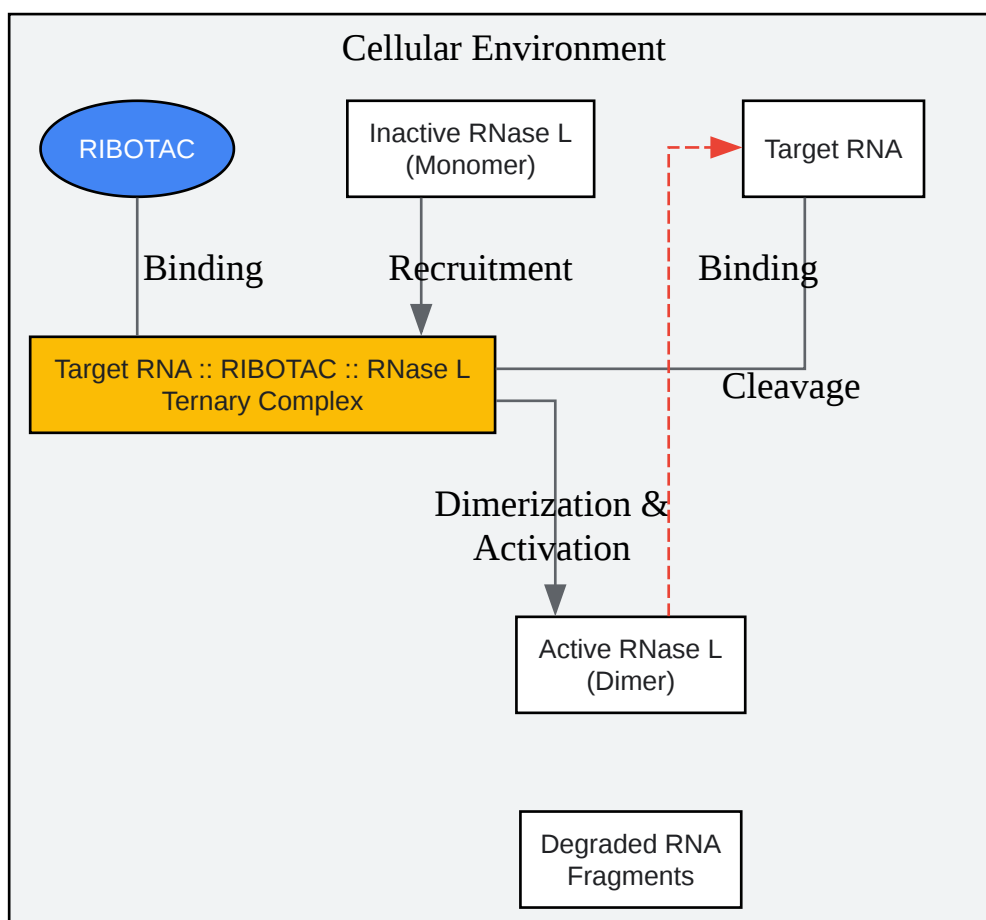 Cellular Environment
RIBOTAC
Inactive RNase L
(Monomer)
Target RNA
Binding
Recruitment
Binding
Target RNA :: RIBOTAC :: RNase L
Ternary Complex
Cleavage
Dimerization &
Activation
Active RNase L
(Dimer)
Degraded RNA
Fragments